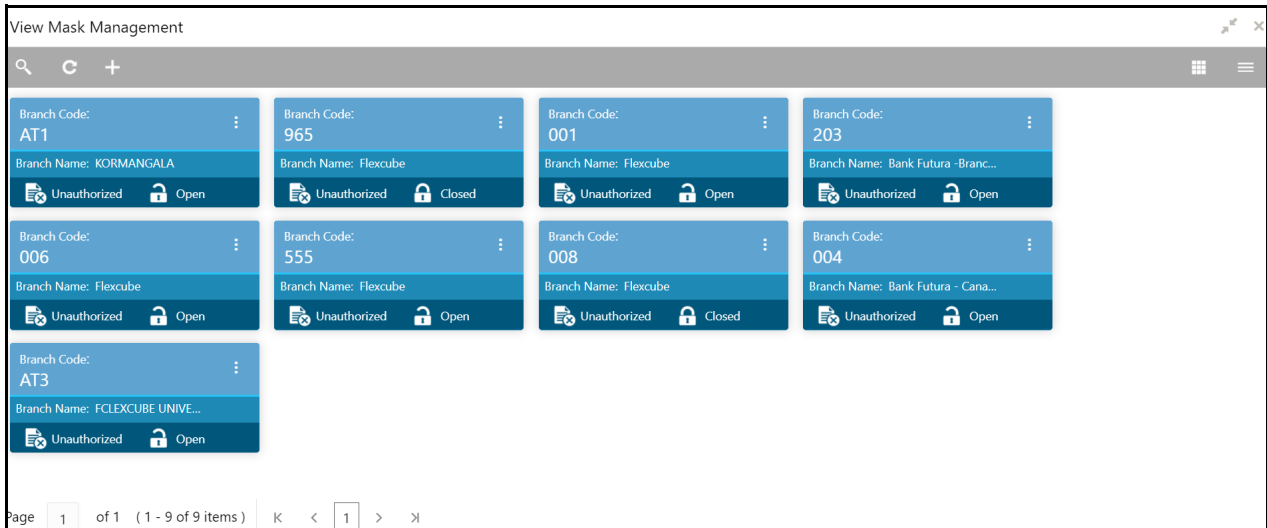 View Mask Management
Branch Code:
AT1
Branch Name: KORMANGALA
Unauthorized Open
Branch Code:
965
Branch Name: Flexcube
Unauthorized Closed
Branch Code:
001
Branch Name: Flexcube
Unauthorized Open
Branch Code:
203
Branch Name: Bank Futura -Branc...
Unauthorized Open
Branch Code:
006
Branch Name: Flexcube
Unauthorized Open
Branch Code:
555
Branch Name: Flexcube
Unauthorized Open
Branch Code:
008
Branch Name: Flexcube
Unauthorized Closed
Branch Code:
004
Branch Name: Bank Futura - Cana...
Unauthorized Open
Branch Code:
AT3
Branch Name: FCLEXCUBE UNIVE...
Unauthorized Open
Page 1 of 1 ( 1 - 9 of 9 items ) 1